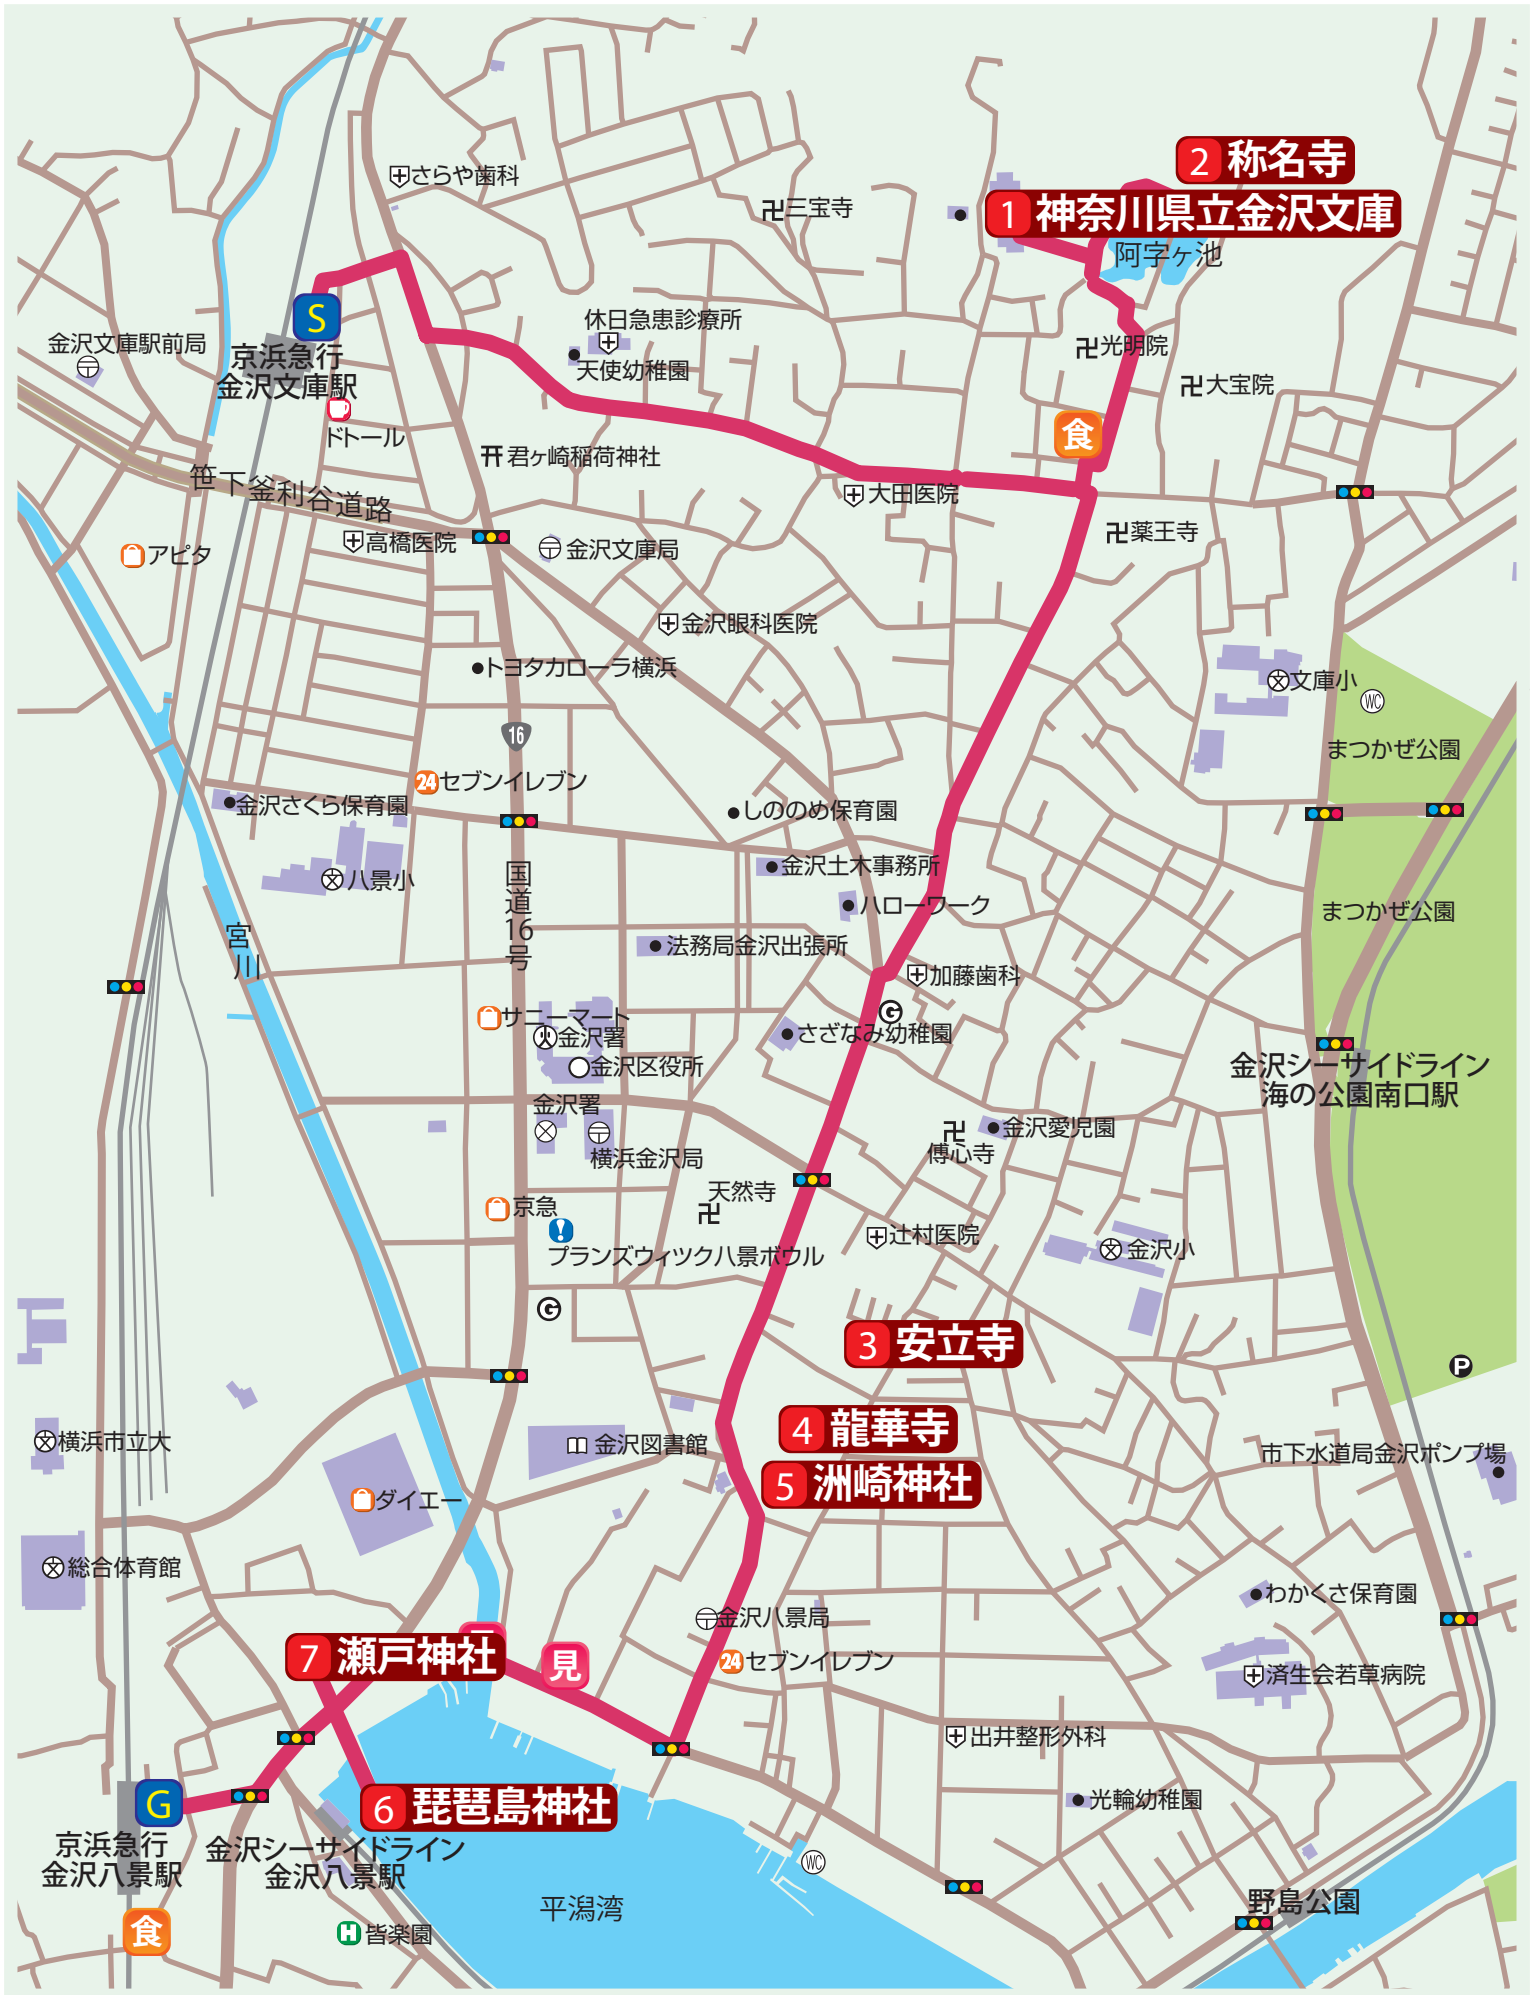 さらや歯科
2 称名寺
三宝寺
1 神奈川県立金沢文庫
阿字ヶ池
S
京浜急行
金沢文庫駅
金沢文庫駅前局
休日急患診療所
天使幼稚園
光明院
大宝院
ドトール
食
君ヶ崎稲荷神社
笹下釜利谷道路
大田医院
薬王寺
アピタ
高橋医院
金沢文庫局
金沢眼科医院
トヨタカローラ横浜
文庫小
WC
まつかぜ公園
16
24 セブンイレブン
金沢さくら保育園
しののめ保育園
八景小
金沢土木事務所
国道16号
ハローワーク
まつかぜ公園
宮川
法務局金沢出張所
加藤歯科
サニーマート
G
金沢署
さざなみ幼稚園
金沢区役所
金沢シーサイドライン
海の公園南口駅
金沢署
横浜金沢局
金沢愛児園
傅心寺
天然寺
京急
プランズウィツク八景ボウル
辻村医院
金沢小
G
3 安立寺
P
4 龍華寺
横浜市立大
金沢図書館
5 洲崎神社
市下水道局金沢ポンプ場
ダイエー
総合体育館
わかくさ保育園
金沢八景局
7 瀬戸神社
見
24 セブンイレブン
済生会若草病院
出井整形外科
G
6 琵琶島神社
光輪幼稚園
京浜急行
金沢八景駅
金沢シーサイドライン
金沢八景駅
WC
平潟湾
野島公園
食
H 皆楽園